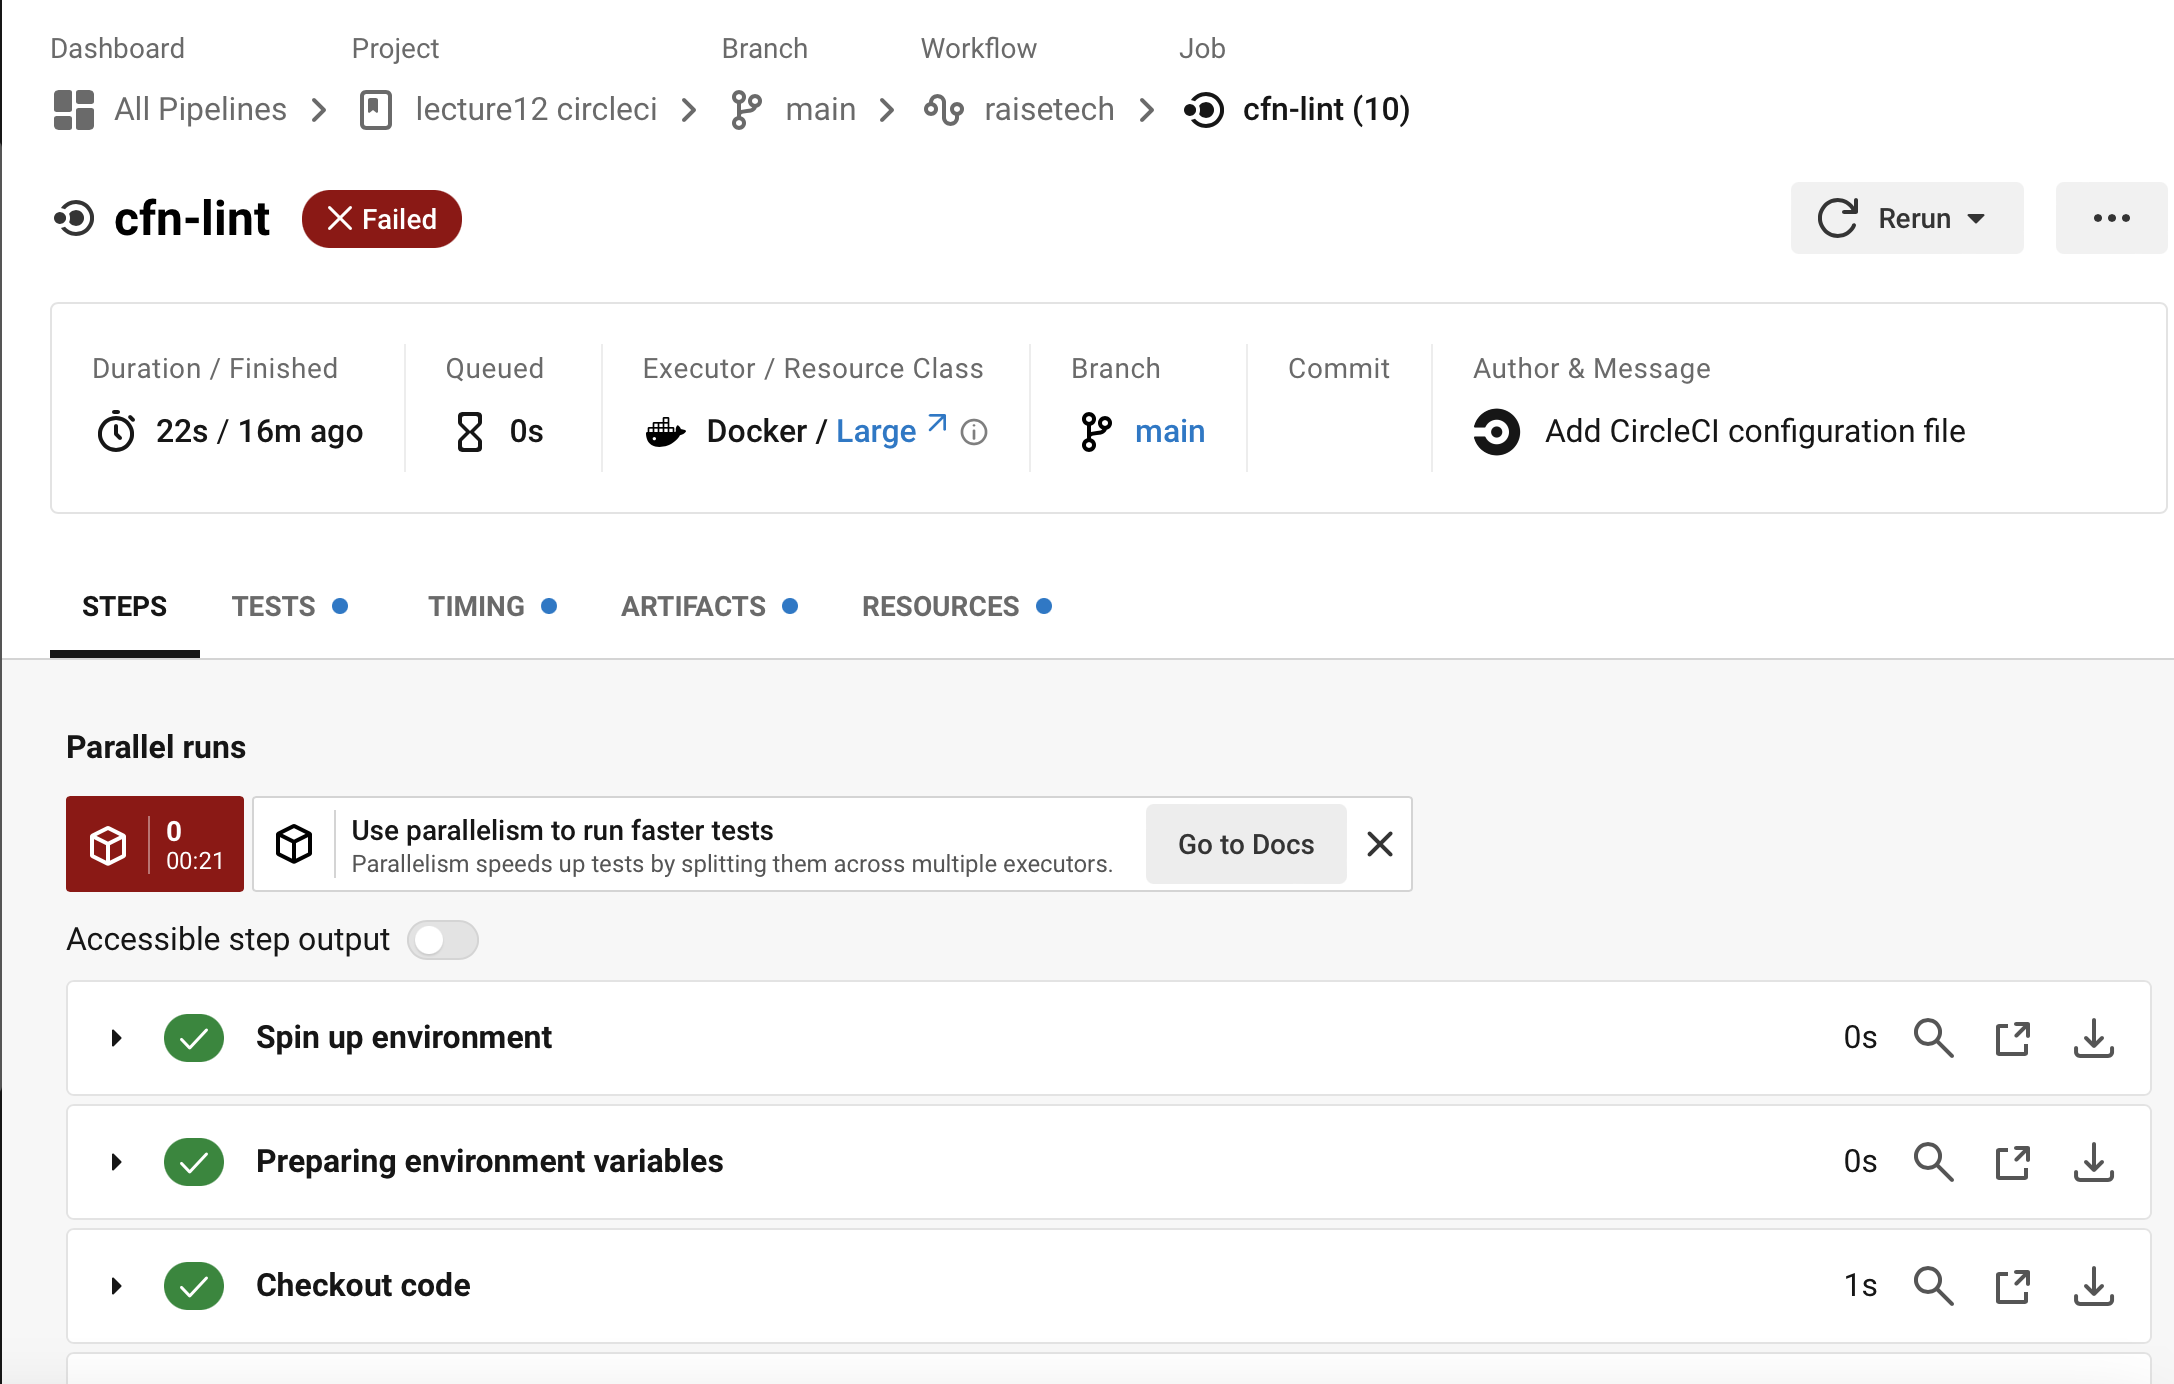 Dashboard Project Branch Workflow Job
All Pipelines lecture12 circleci main raisetech cfn-lint (10)
cfn-lint Failed Rerun
Duration / Finished Queued Executor / Resource Class Branch Commit Author & Message
22s / 16m ago 0s Docker / Large main Add CircleCI configuration file
STEPS TESTS TIMING ARTIFACTS RESOURCES
Parallel runs
0
00:21
Use parallelism to run faster tests
Parallelism speeds up tests by splitting them across multiple executors.
Go to Docs
Accessible step output
Spin up environment 0s
Preparing environment variables 0s
Checkout code 1s